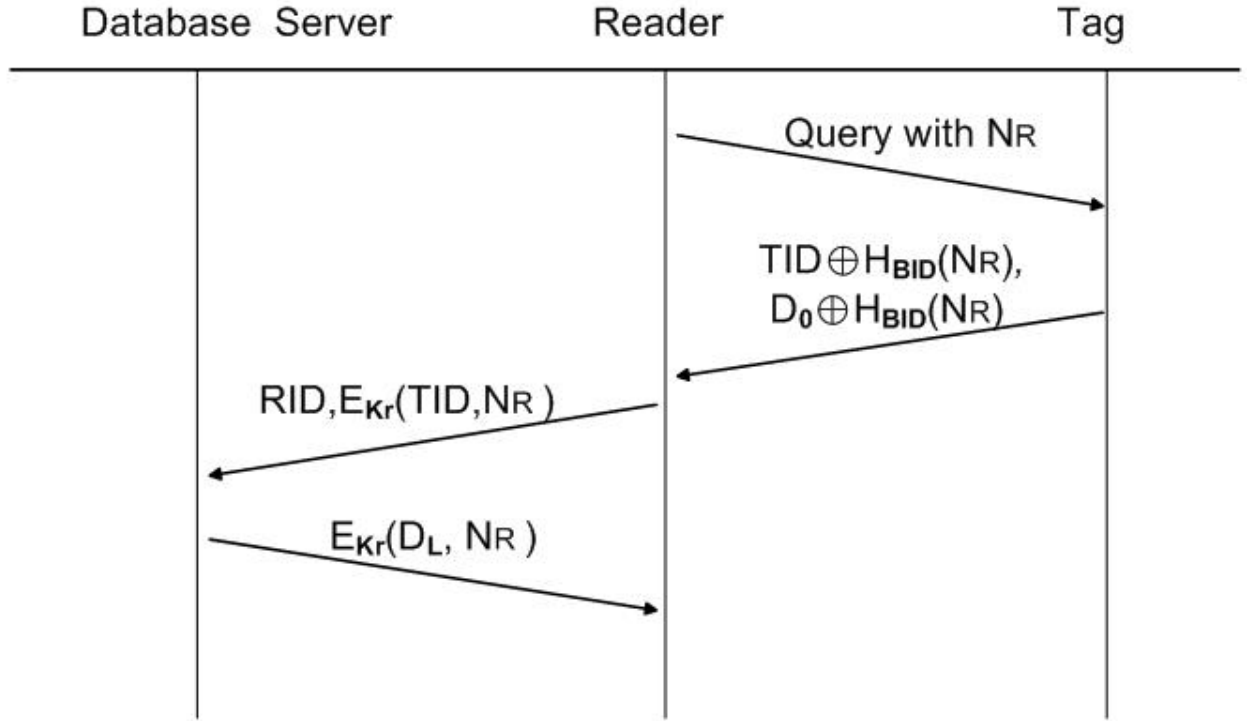 Database Server
Reader
Tag
Query with NR
TID⊕HBID(NR),
D0⊕HBID(NR)
RID,EKr(TID,NR )
EKr(DL, NR )